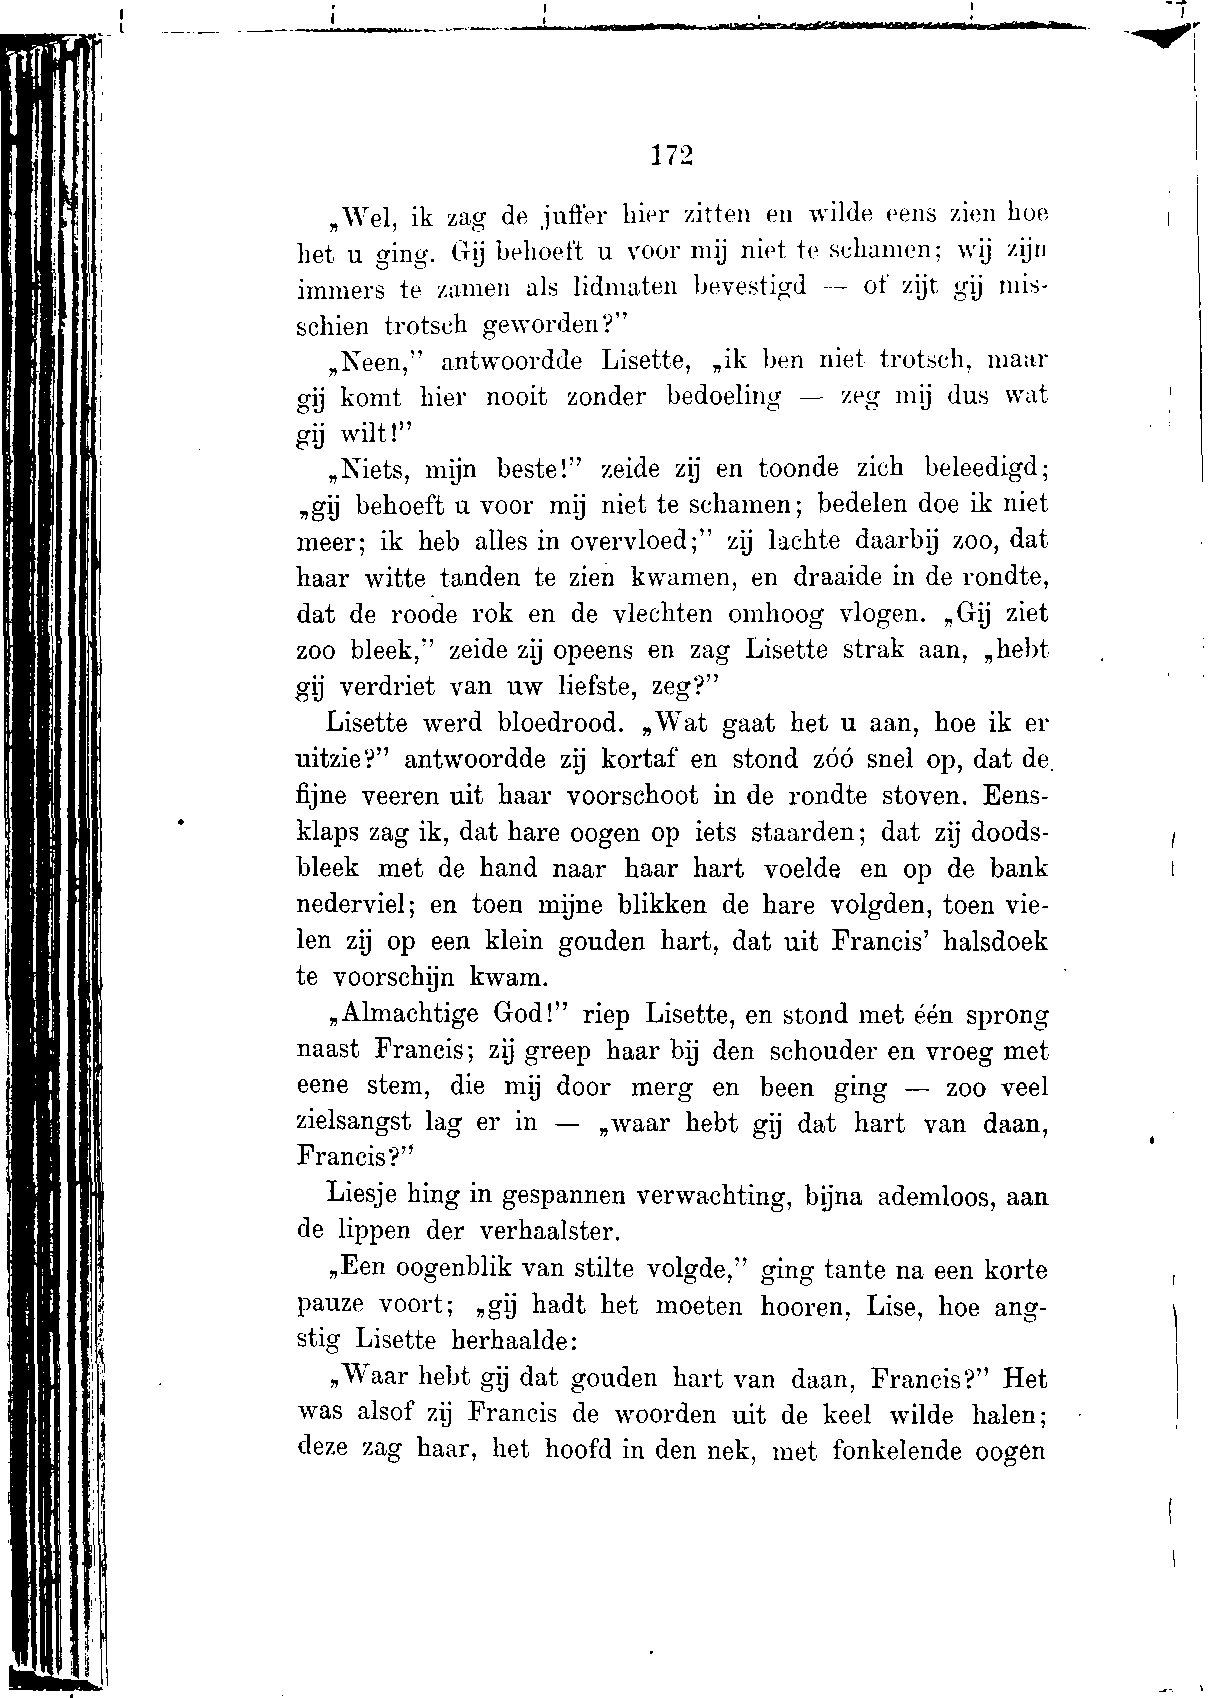 172
„Wel, ik zag de juffer hier zitten en wilde eens zien hoe
het u ging. Gij behoeft u voor mij niet te schamen; wij zijn
immers te zamen als lidmaten bevestigd — of zijt gij mis-
schien trotsch geworden?”
„Neen,” antwoordde Lisette, „ik ben niet trotsch, maar
gij komt hier nooit zonder bedoeling — zeg mij dus wat
gij wilt!”
„Niets, mijn beste!” zeide zij en toonde zich beleedigd;
„gij behoeft u voor mij niet te schamen; bedelen doe ik niet
meer; ik heb alles in overvloed;” zij lachte daarbij zoo, dat
haar witte tanden te zien kwamen, en draaide in de rondte,
dat de roode rok en de vlechten omhoog vlogen. „Gij ziet
zoo bleek,” zeide zij opeens en zag Lisette strak aan, „hebt
gij verdriet van uw liefste, zeg?”
Lisette werd bloedrood. „Wat gaat het u aan, hoe ik er
uitzie?” antwoordde zij kortaf en stond zóó snel op, dat de
fijne veeren uit haar voorschoot in de rondte stoven. Eens-
klaps zag ik, dat hare oogen op iets staarden; dat zij doods-
bleek met de hand naar haar hart voelde en op de bank
nederviel; en toen mijne blikken de hare volgden, toen vie-
len zij op een klein gouden hart, dat uit Francis’ halsdoek
te voorschijn kwam.
„Almachtige God!” riep Lisette, en stond met één sprong
naast Francis; zij greep haar bij den schouder en vroeg met
eene stem, die mij door merg en been ging — zoo veel
zielsangst lag er in — „waar hebt gij dat hart van daan,
Francis?”
Liesje hing in gespannen verwachting, bijna ademloos, aan
de lippen der verhaalster.
„Een oogenblik van stilte volgde,” ging tante na een korte
pauze voort; „gij hadt het moeten hooren, Lise, hoe ang-
stig Lisette herhaalde:
„Waar hebt gij dat gouden hart van daan, Francis?” Het
was alsof zij Francis de woorden uit de keel wilde halen;
deze zag haar, het hoofd in den nek, met fonkelende oogen